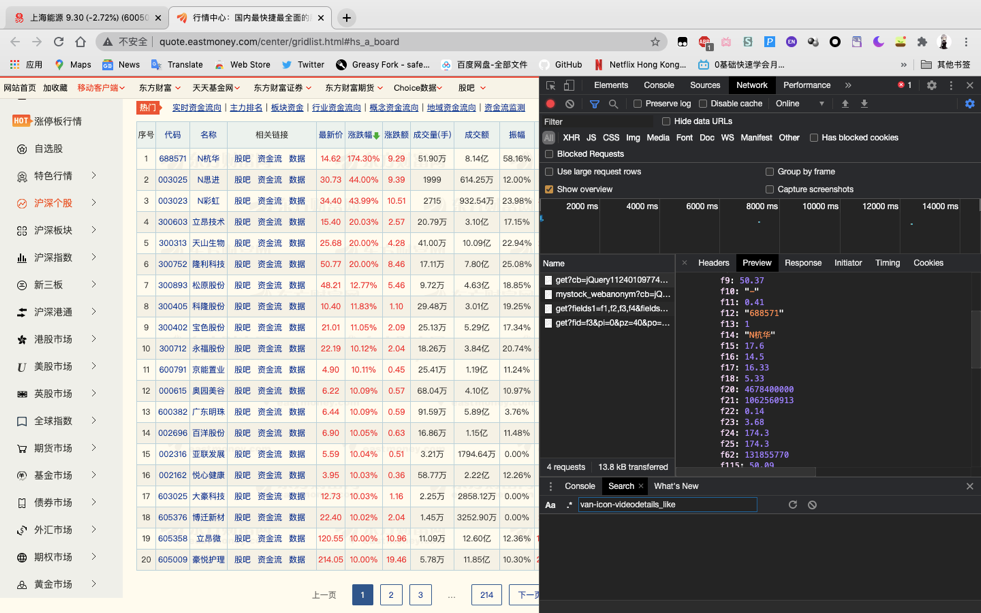 上海能源 9.30 (-2.72%) (6005(
行情中心：国内最快捷最全面的
不安全
quote.eastmoney.com/center/gridlist.html#hs_a_board
应用 Maps News Translate Web Store Twitter Greasy Fork - safe... 百度网盘-全部文件 GitHub Netflix Hong Kong... 0基础快速学会月... » 其他书签
网站首页 加收藏 移动客户端 东方财富 天天基金网 东方财富证券 东方财富期货 Choice数据 股吧
HOT 涨停板行情
自选股
特色行情
沪深个股
沪深板块
沪深指数
新三板
沪深港通
港股市场
美股市场
英股市场
全球指数
期货市场
基金市场
债券市场
外汇市场
期权市场
黄金市场
热门 实时资金流向 主力排名 板块资金 行业资金流向 概念资金流向 地域资金流向 资金流监测
序号 代码 名称 相关链接 最新价 涨跌幅 涨跌额 成交量(手) 成交额 振幅
1 688571 N杭华 股吧 资金流 数据 14.62 174.30% 9.29 51.90万 8.14亿 58.16%
2 003025 N思进 股吧 资金流 数据 30.73 44.00% 9.39 1999 614.25万 12.00%
3 003023 N彩虹 股吧 资金流 数据 34.40 43.99% 10.51 2715 932.54万 23.98%
4 300603 立昂技术 股吧 资金流 数据 15.40 20.03% 2.57 20.79万 3.10亿 17.15%
5 300313 天山生物 股吧 资金流 数据 25.68 20.00% 4.28 41.00万 10.09亿 22.94%
6 300752 隆利科技 股吧 资金流 数据 50.77 20.00% 8.46 17.11万 7.80亿 25.08%
7 300893 松原股份 股吧 资金流 数据 48.21 12.77% 5.46 9.72万 4.63亿 18.85%
8 300405 科隆股份 股吧 资金流 数据 10.40 11.83% 1.10 29.48万 3.01亿 19.25%
9 300402 宝色股份 股吧 资金流 数据 21.01 11.05% 2.09 25.13万 5.29亿 17.34%
10 300712 永福股份 股吧 资金流 数据 22.19 10.12% 2.04 18.26万 3.84亿 20.74%
11 600791 京能置业 股吧 资金流 数据 4.90 10.11% 0.45 25.41万 1.19亿 11.24%
12 000615 奥园美谷 股吧 资金流 数据 6.22 10.09% 0.57 68.04万 4.10亿 10.97%
13 600382 广东明珠 股吧 资金流 数据 6.44 10.09% 0.59 91.59万 5.89亿 3.76%
14 002696 百洋股份 股吧 资金流 数据 6.90 10.05% 0.63 16.86万 1.15亿 11.48%
15 002316 亚联发展 股吧 资金流 数据 5.59 10.04% 0.51 3.21万 1794.64万 0.00%
16 002162 悦心健康 股吧 资金流 数据 3.95 10.03% 0.36 58.77万 2.22亿 12.26%
17 603025 大豪科技 股吧 资金流 数据 12.73 10.03% 1.16 2.25万 2858.12万 0.00%
18 605376 博迁新材 股吧 资金流 数据 22.40 10.02% 2.04 1.45万 3252.90万 0.00%
19 605358 立昂微 股吧 资金流 数据 120.55 10.00% 10.96 11.09万 12.60亿 12.36%
20 605009 豪悦护理 股吧 资金流 数据 214.05 10.00% 19.46 5.78万 11.85亿 10.30%
上一页 1 2 3 ... 214 下一页
Elements Console Sources Network Performance » 1
Preserve log Disable cache Online
Filter Hide data URLs
All XHR JS CSS Img Media Font Doc WS Manifest Other Has blocked cookies
Blocked Requests
Use large request rows Group by frame
Show overview Capture screenshots
2000 ms 4000 ms 6000 ms 8000 ms 10000 ms 12000 ms 14000 ms
Name × Headers Preview Response Initiator Timing Cookies
get?cb=jQuery11240109774...
mystock_webanonym?cb=jQ...
get?fields1=f1,f2,f3,f4&fields...
get?fid=f3&pi=0&pz=40&po=...
f9: 50.37
f10: "-"
f11: 0.41
f12: "688571"
f13: 1
f14: "N杭华"
f15: 17.6
f16: 14.5
f17: 16.33
f18: 5.33
f20: 4678400000
f21: 1062560913
f22: 0.14
f23: 3.68
f24: 174.3
f25: 174.3
f62: 131855770
f115: 50.09
4 requests 13.8 kB transferred
Console Search × What's New
Aa .* van-icon-videodetails_like